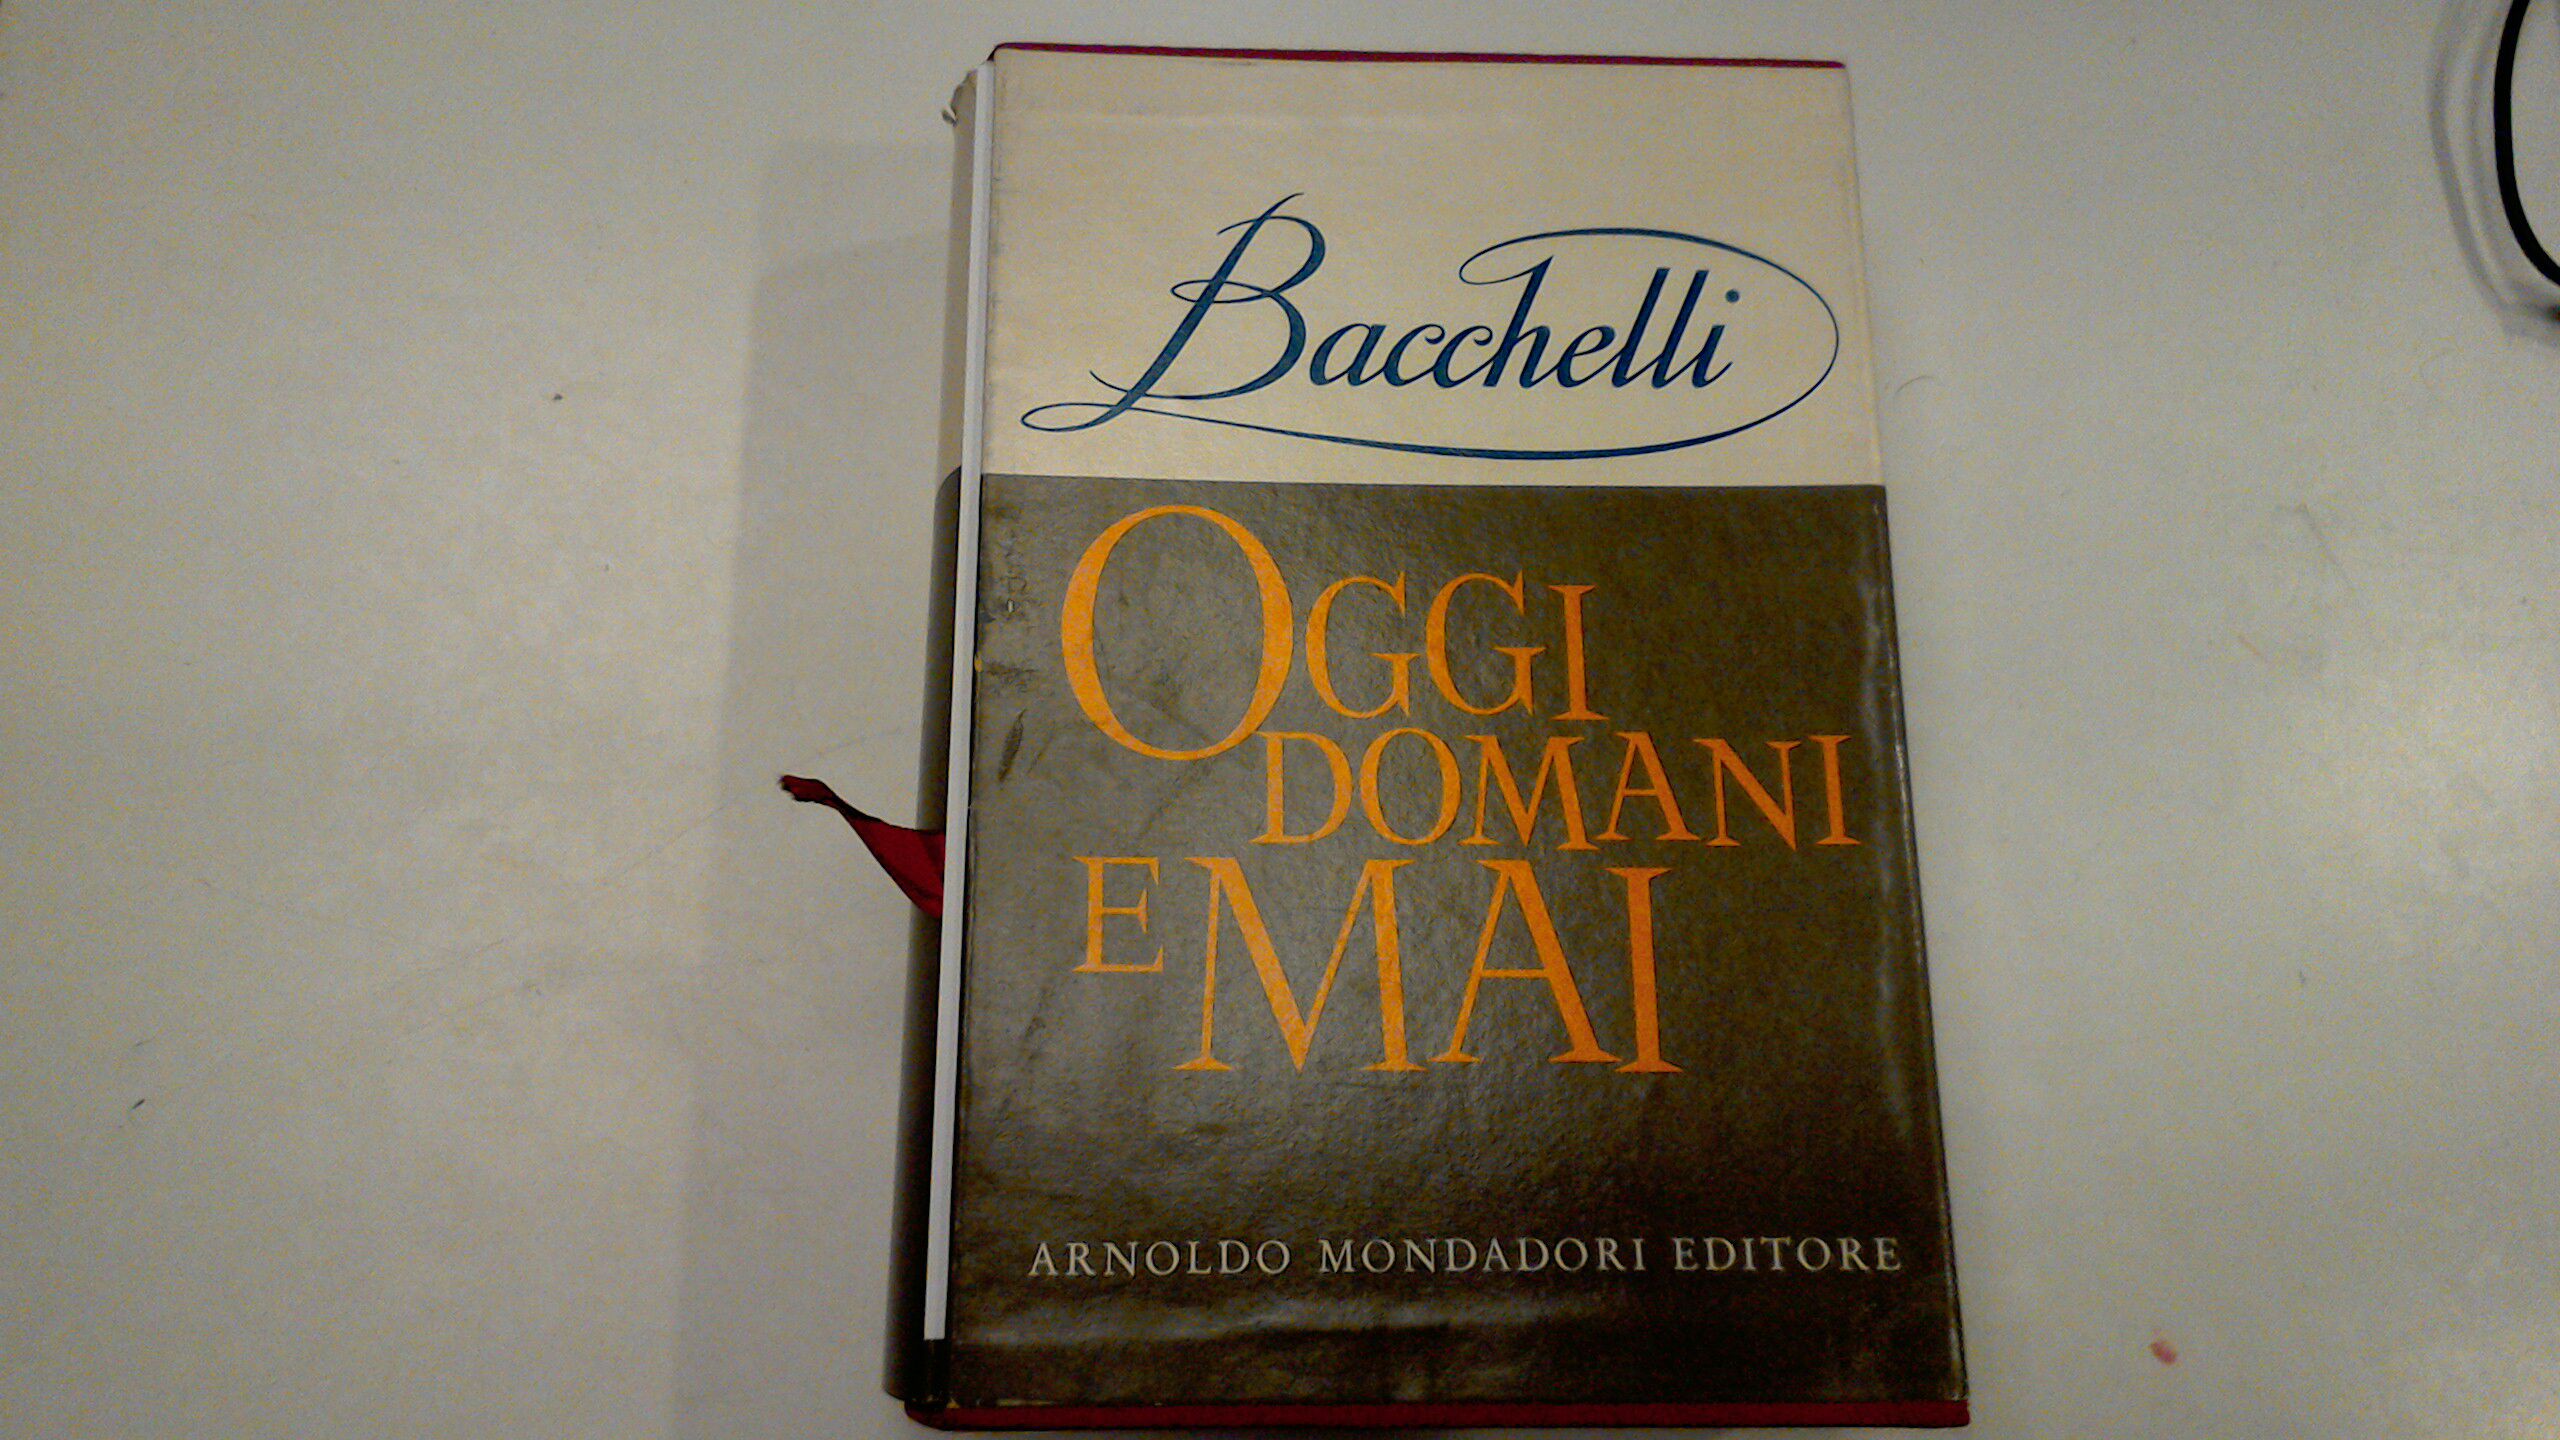 Bacchelli
OGGI
DOMANI
E MAI
ARNOLDO MONDADORI EDITORE